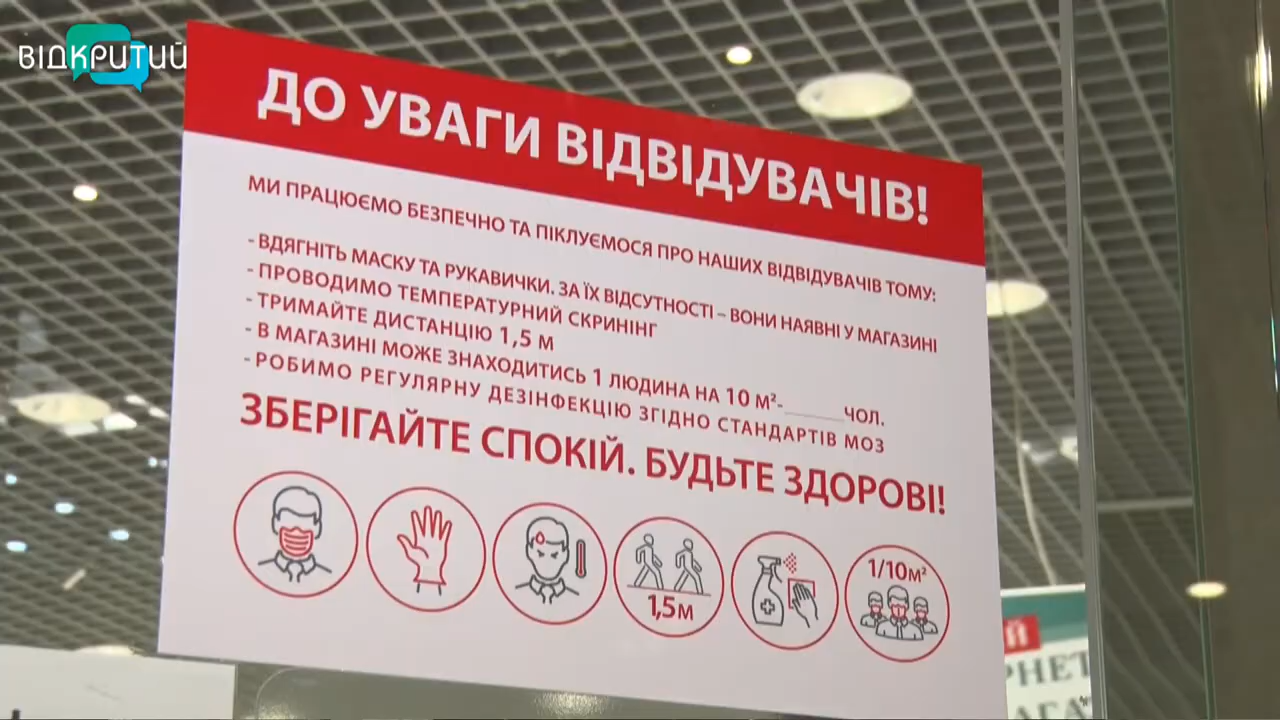 ВІДКРИТИЙ
ДО УВАГИ ВІДВІДУВАЧІВ!
МИ ПРАЦЮЄМО БЕЗПЕЧНО ТА ПІКЛУЄМОСЯ ПРО НАШИХ ВІДВІДУВАЧІВ ТОМУ:
- ВДЯГНІТЬ МАСКУ ТА РУКАВИЧКИ. ЗА ЇХ ВІДСУТНОСТІ – ВОНИ НАЯВНІ У МАГАЗИНІ
- ПРОВОДИМО ТЕМПЕРАТУРНИЙ СКРИНІНГ
- ТРИМАЙТЕ ДИСТАНЦІЮ 1,5 М
- В МАГАЗИНІ МОЖЕ ЗНАХОДИТИСЬ 1 ЛЮДИНА НА 10 М²-______ ЧОЛ.
- РОБИМО РЕГУЛЯРНУ ДЕЗІНФЕКЦІЮ ЗГІДНО СТАНДАРТІВ МОЗ
ЗБЕРІГАЙТЕ СПОКІЙ. БУДЬТЕ ЗДОРОВІ!
1,5М
1/10М²